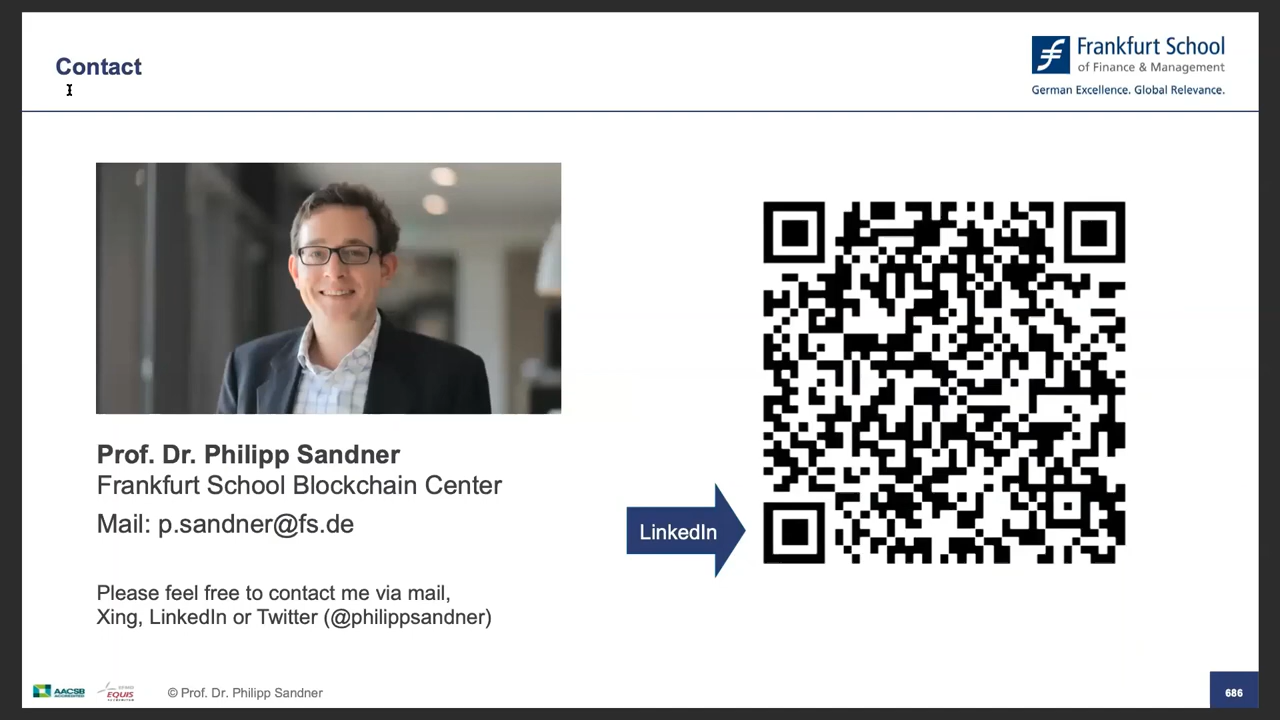 Contact
Frankfurt School
of Finance & Management
German Excellence. Global Relevance.
Prof. Dr. Philipp Sandner
Frankfurt School Blockchain Center
Mail: p.sandner@fs.de
LinkedIn
Please feel free to contact me via mail,
Xing, LinkedIn or Twitter (@philippsandner)
AACSB
EQUIS
© Prof. Dr. Philipp Sandner
686